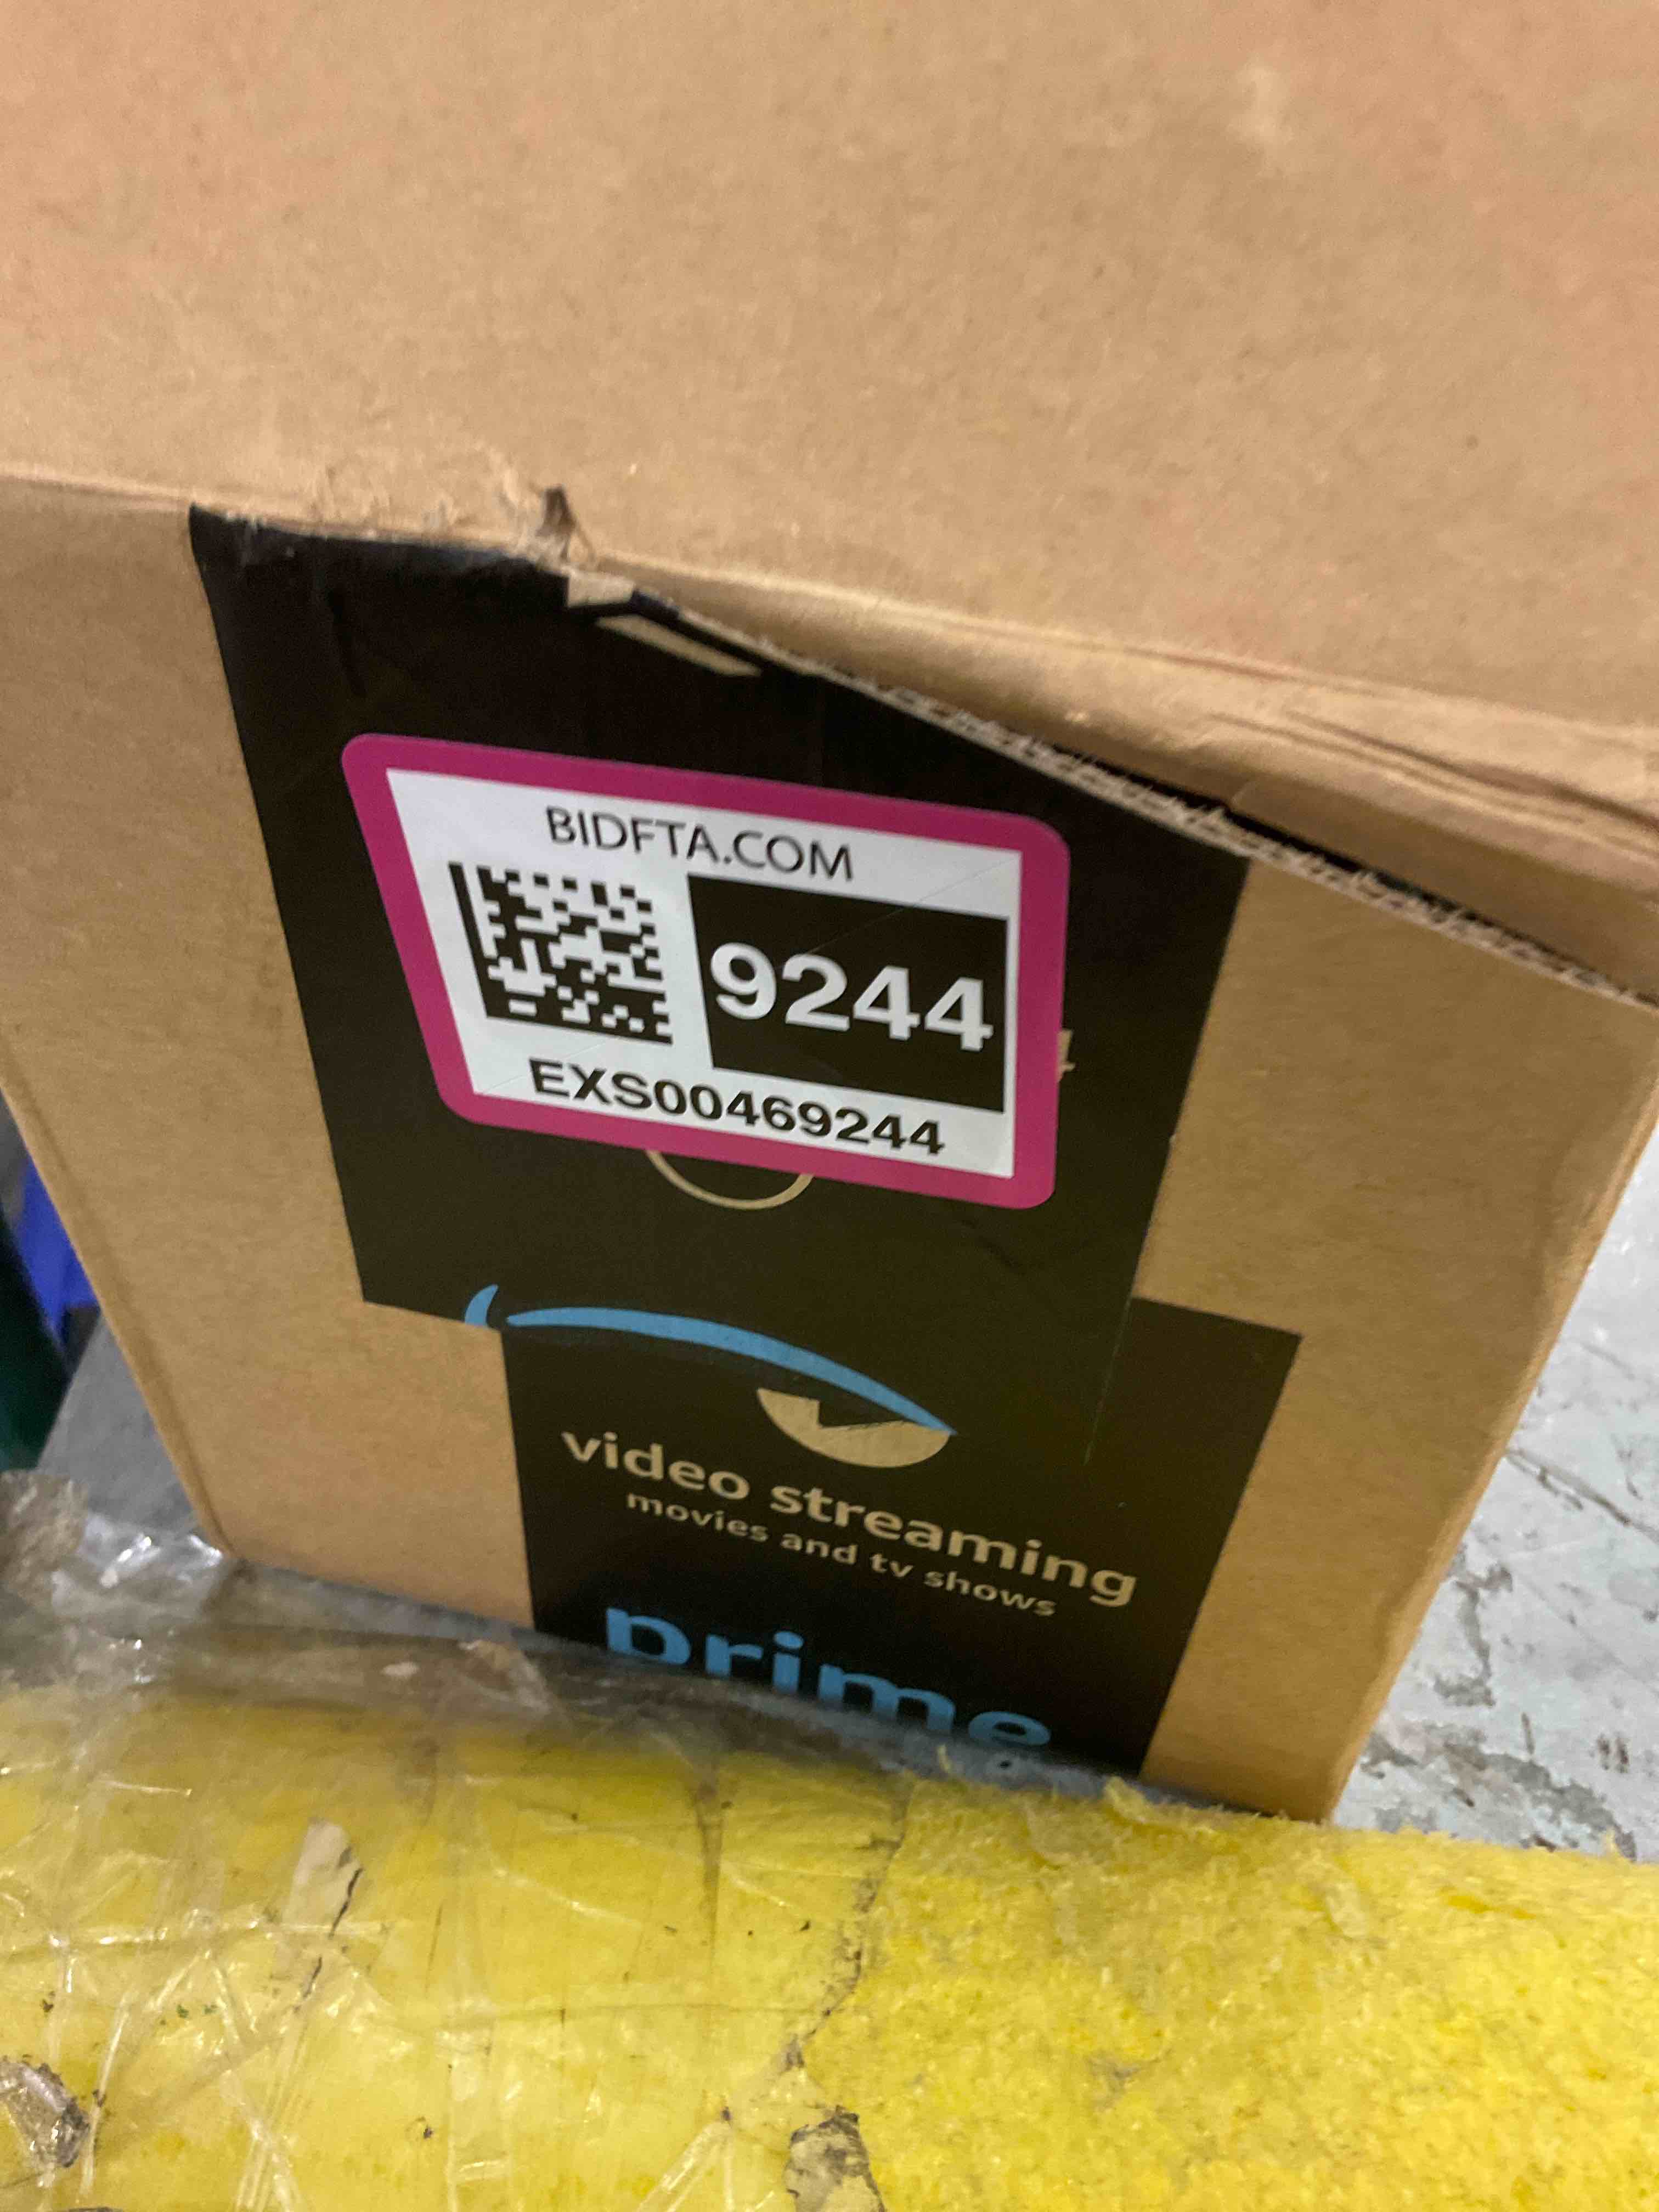 BIDFTA.COM
9244
EXS00469244
video streaming
movies and tv shows
prime